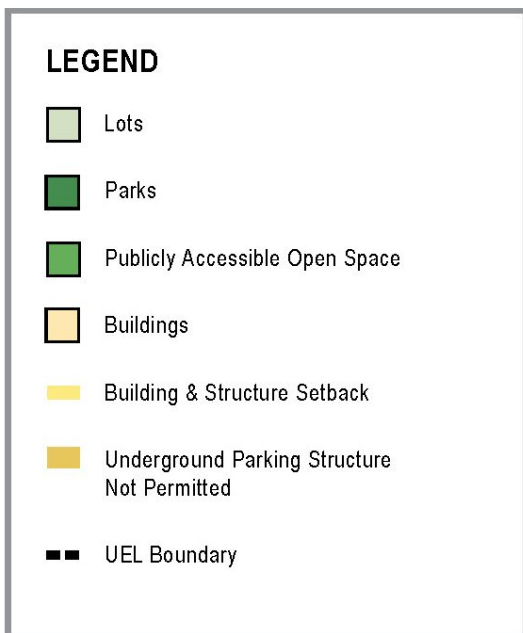 LEGEND
Lots
Parks
Publicly Accessible Open Space
Buildings
Building & Structure Setback
Underground Parking Structure
Not Permitted
UEL Boundary